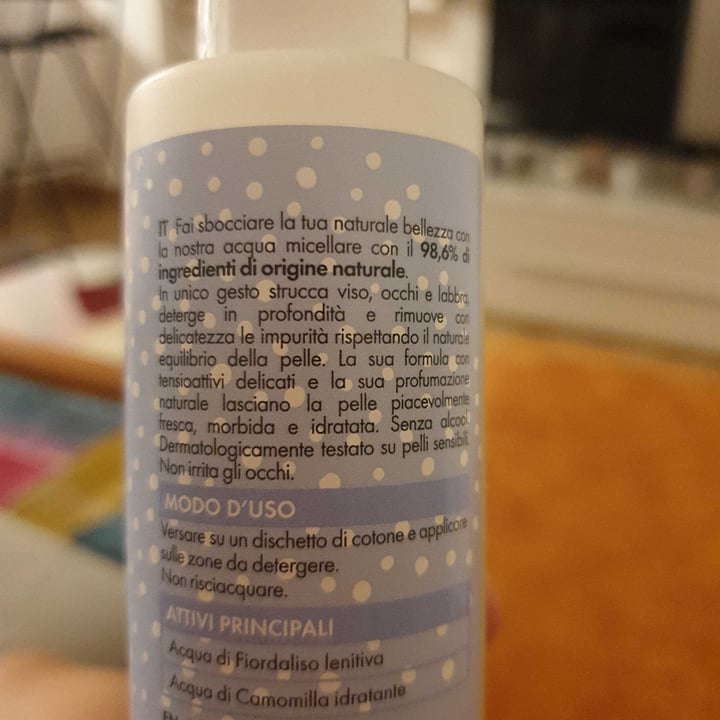 IT Fai sbocciare la tua naturale bellezza con
la nostra acqua micellare con il 98,6% di
ingredienti di origine naturale.
In unico gesto strucca viso, occhi e labbra,
deterge in profondità e rimuove con
delicatezza le impurità rispettando il naturale
equilibrio della pelle. La sua formula con
tensioattivi delicati e la sua profumazione
naturale lasciano la pelle piacevolmente
fresca, morbida e idratata. Senza alcool.
Dermatologicamente testato su pelli sensibili.
Non irrita gli occhi.
MODO D'USO
Versare su un dischetto di cotone e applicare
sulle zone da detergere.
Non risciacquare.
ATTIVI PRINCIPALI
Acqua di Fiordaliso lenitiva
Acqua di Camomilla idratante
EN